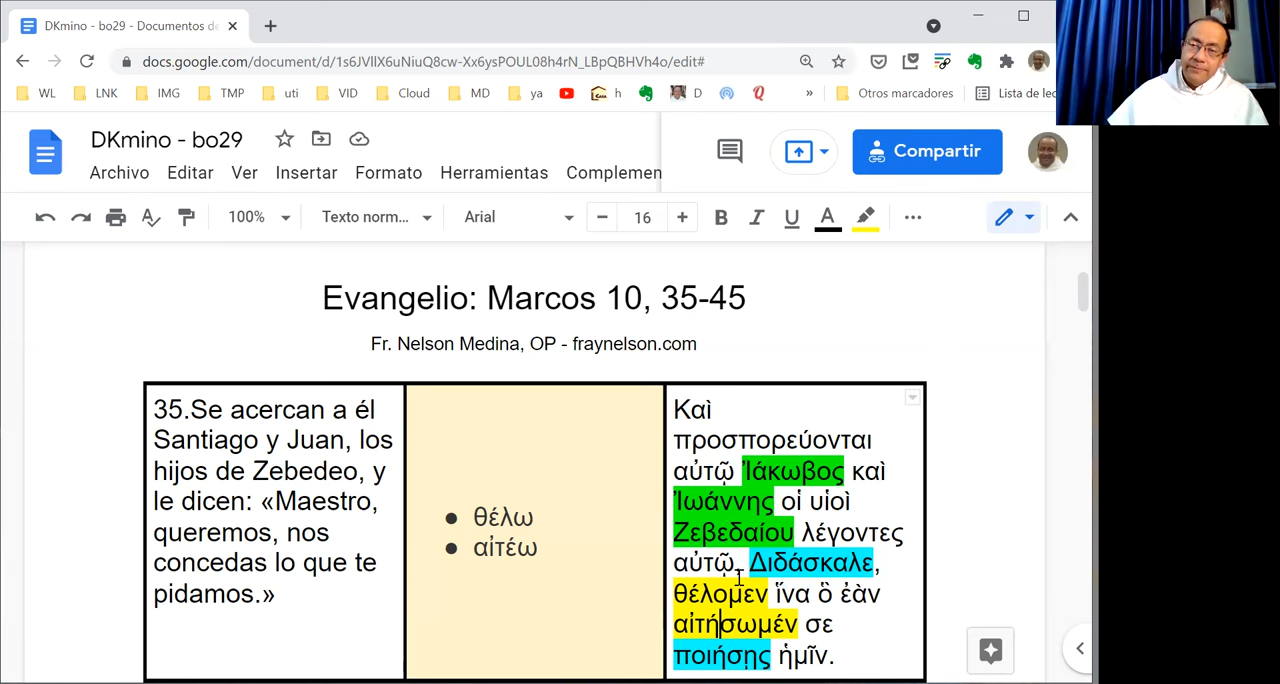 DKmino - bo29 - Documentos de
docs.google.com/document/d/1s6JVllX6uNiuQ8cw-Xx6ysPOUL08h4rN_LBpQBHVh4o/edit#
WL LNK IMG TMP uti VID Cloud MD ya h D » Otros marcadores Lista de lec
DKmino - bo29
Compartir
Archivo Editar Ver Insertar Formato Herramientas Complemen
100% Texto norm... Arial 16 B I U A
Evangelio: Marcos 10, 35-45
Fr. Nelson Medina, OP - fraynelson.com
35.Se acercan a él
Santiago y Juan, los
hijos de Zebedeo, y
le dicen: «Maestro,
queremos, nos
concedas lo que te
pidamos.»
● θέλω
● αἰτέω
Καὶ
προσπορεύονται
αὐτῷ Ἰάκωβος καὶ
Ἰωάννης οἱ υἱοὶ
Ζεβεδαίου λέγοντες
αὐτῷ, Διδάσκαλε,
θέλομεν ἵνα ὃ ἐὰν
αἰτήσωμέν σε
ποιήσῃς ἡμῖν.